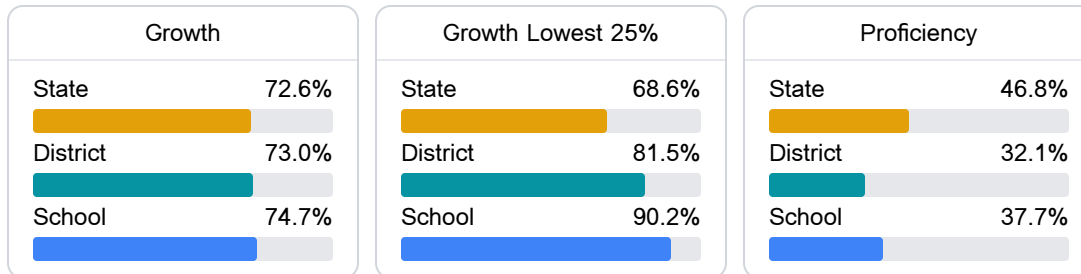 Growth
State 72.6%
District 73.0%
School 74.7%
Growth Lowest 25%
State 68.6%
District 81.5%
School 90.2%
Proficiency
State 46.8%
District 32.1%
School 37.7%